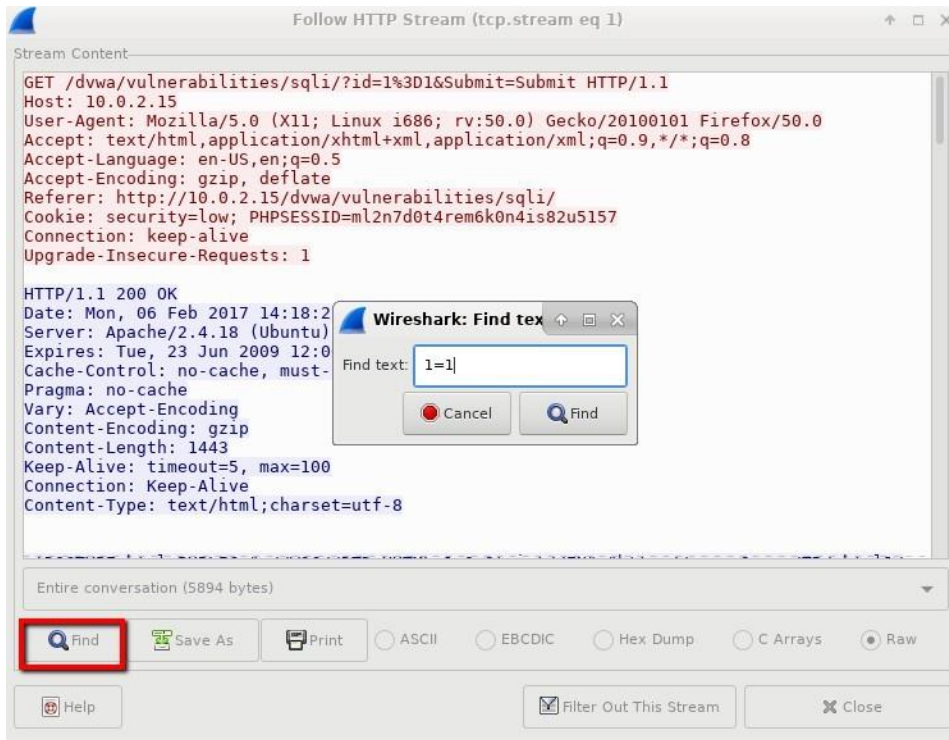 Follow HTTP Stream (tcp.stream eq 1)
Stream Content
GET /dvwa/vulnerabilities/sqli/?id=1%3D1&Submit=Submit HTTP/1.1
Host: 10.0.2.15
User-Agent: Mozilla/5.0 (X11; Linux i686; rv:50.0) Gecko/20100101 Firefox/50.0
Accept: text/html,application/xhtml+xml,application/xml;q=0.9,*/*;q=0.8
Accept-Language: en-US,en;q=0.5
Accept-Encoding: gzip, deflate
Referer: http://10.0.2.15/dvwa/vulnerabilities/sqli/
Cookie: security=low; PHPSESSID=ml2n7d0t4rem6k0n4is82u5157
Connection: keep-alive
Upgrade-Insecure-Requests: 1
HTTP/1.1 200 OK
Date: Mon, 06 Feb 2017 14:18:2
Server: Apache/2.4.18 (Ubuntu)
Expires: Tue, 23 Jun 2009 12:0
Cache-Control: no-cache, must-
Pragma: no-cache
Vary: Accept-Encoding
Content-Encoding: gzip
Content-Length: 1443
Keep-Alive: timeout=5, max=100
Connection: Keep-Alive
Content-Type: text/html;charset=utf-8
Wireshark: Find tex
Find text: 1=1
Cancel Find
Entire conversation (5894 bytes)
Find Save As Print ASCII EBCDIC Hex Dump C Arrays Raw
Help Filter Out This Stream Close